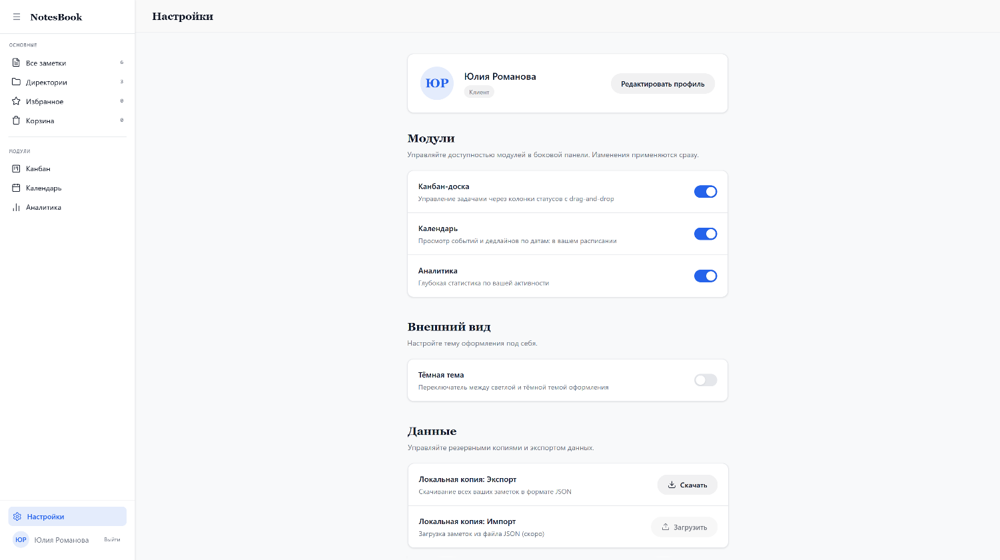 NotesBook
ОСНОВНЫЕ
Все заметки 6
Директории 3
Избранное 0
Корзина 0
МОДУЛИ
Канбан
Календарь
Аналитика
Настройки
ЮР Юлия Романова Выйти
Настройки
ЮР
Юлия Романова
Клиент
Редактировать профиль
Модули
Управляйте доступностью модулей в боковой панели. Изменения применяются сразу.
Канбан-доска
Управление задачами через колонки статусов с drag-and-drop
Календарь
Просмотр событий и дедлайнов по датам: в вашем расписании
Аналитика
Глубокая статистика по вашей активности
Внешний вид
Настройте тему оформления под себя.
Тёмная тема
Переключатель между светлой и тёмной темой оформления
Данные
Управляйте резервными копиями и экспортом данных.
Локальная копия: Экспорт
Скачивание всех ваших заметок в формате JSON
Скачать
Локальная копия: Импорт
Загрузка заметок из файла JSON (скоро)
Загрузить